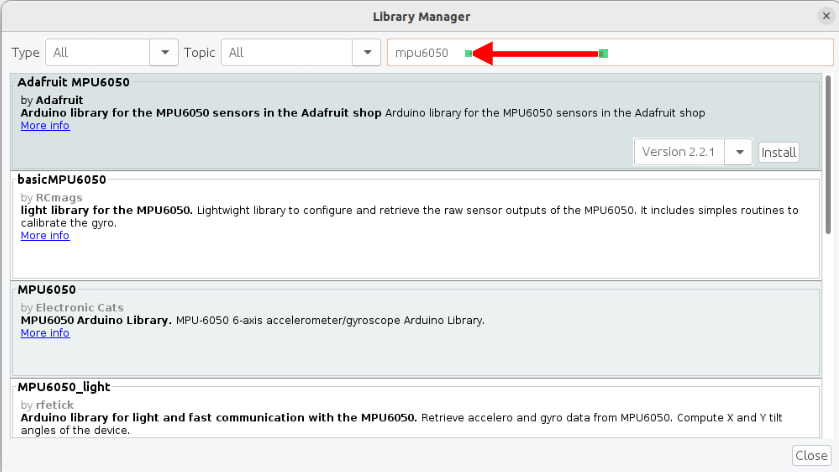 Library Manager
Type All Topic All mpu6050
Adafruit MPU6050
by Adafruit
Arduino library for the MPU6050 sensors in the Adafruit shop Arduino library for the MPU6050 sensors in the Adafruit shop
More info
Version 2.2.1 Install
basicMPU6050
by RCmags
light library for the MPU6050. Lightwight library to configure and retrieve the raw sensor outputs of the MPU6050. It includes simples routines to
calibrate the gyro.
More info
MPU6050
by Electronic Cats
MPU6050 Arduino Library. MPU-6050 6-axis accelerometer/gyroscope Arduino Library.
More info
MPU6050_light
by rfetick
Arduino library for light and fast communication with the MPU6050. Retrieve accelero and gyro data from MPU6050. Compute X and Y tilt
angles of the device.
Close